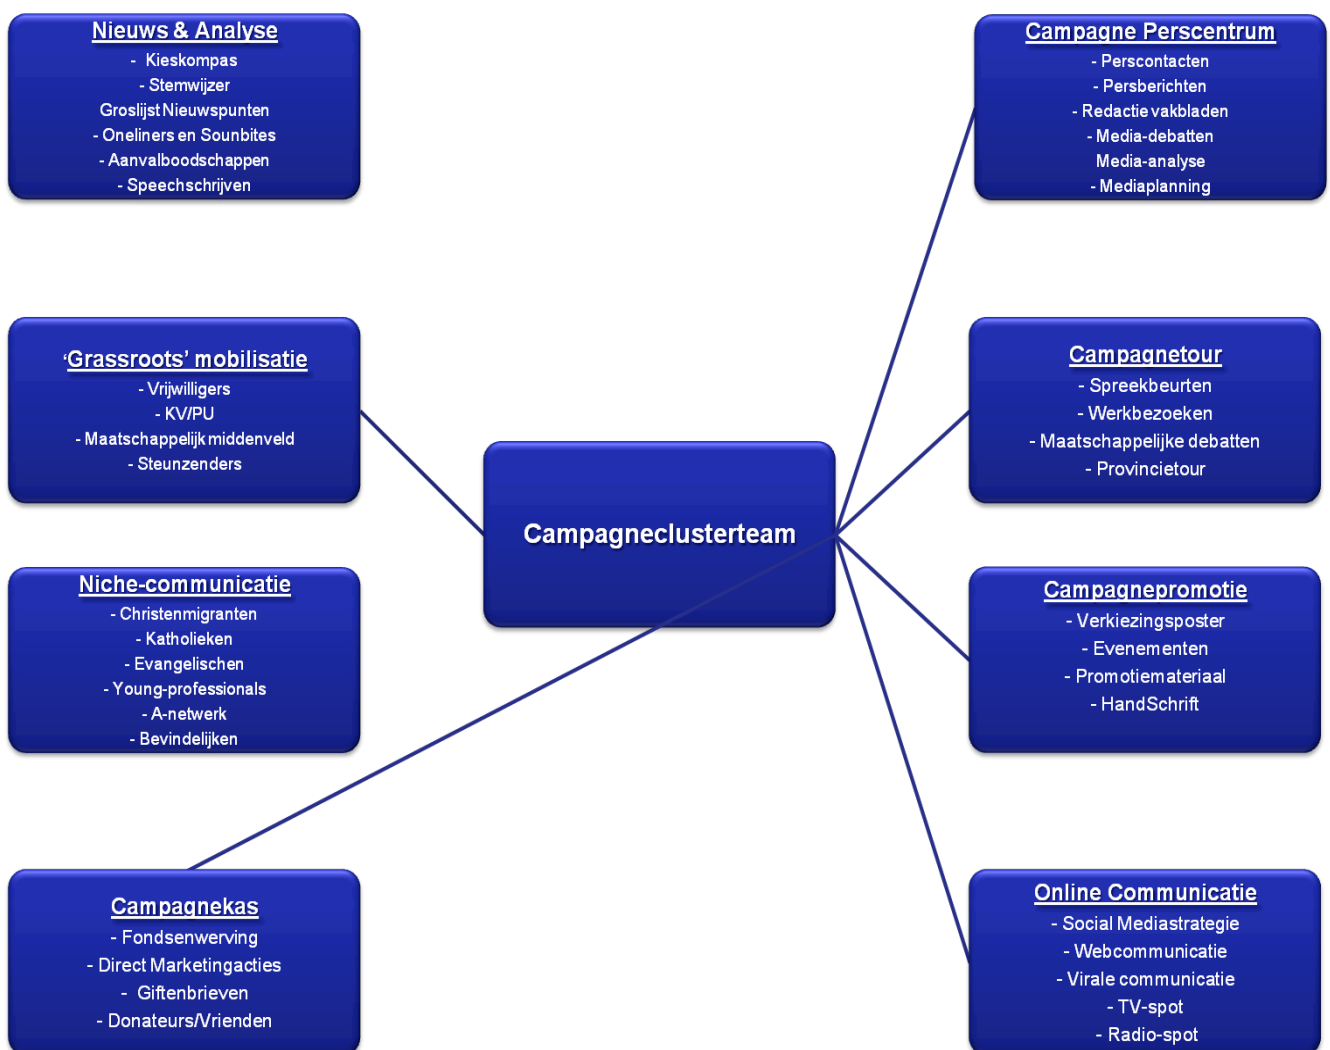 Nieuws & Analyse
- Kieskompas
- Stemwijzer
Groslijst Nieuwspunten
- Oneliners en Sounbites
- Aanvalboodschappen
- Speechschrijven
Campagne Perscentrum
- Perscontacten
- Persberichten
- Redactie vakbladen
- Media-debatten
Media-analyse
- Mediaplanning
‘Grassroots’ mobilisatie
- Vrijwilligers
- KV/PU
- Maatschappelijk middenveld
- Steunzenders
Campagnetour
- Spreekbeurten
- Werkbezoeken
- Maatschappelijke debatten
- Provincietour
Campagneclusterteam
Niche-communicatie
- Christenmigranten
- Katholieken
- Evangelischen
- Young-professionals
- A-netwerk
- Bevindelijken
Campagnepromotie
- Verkiezingsposter
- Evenementen
- Promotiemateriaal
- HandSchrift
Campagnekas
- Fondsenwerving
- Direct Marketingacties
- Giftenbrieven
- Donateurs/Vrienden
Online Communicatie
- Social Mediastrategie
- Webcommunicatie
- Virale communicatie
- TV-spot
- Radio-spot